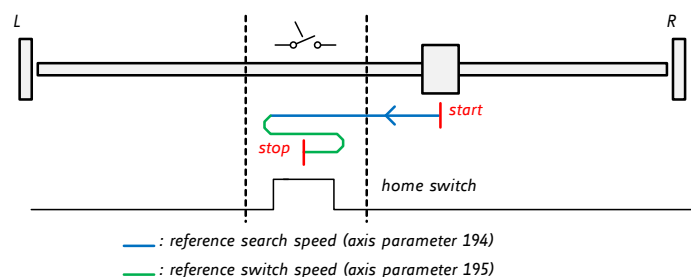 L
R
start
stop
home switch
: reference search speed (axis parameter 194)
: reference switch speed (axis parameter 195)